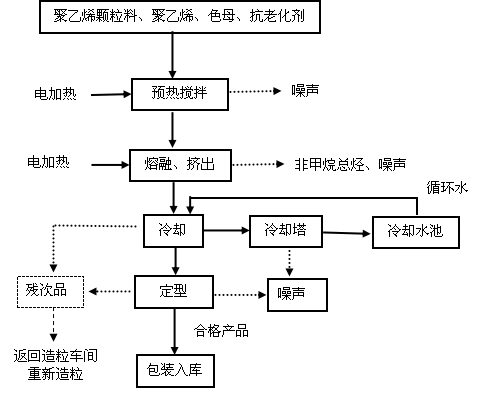 聚乙烯颗粒料、聚乙烯、色母、抗老化剂
电加热
预热搅拌
噪声
电加热
熔融、挤出
非甲烷总烃、噪声
循环水
冷却
冷却塔
冷却水池
残次品
定型
噪声
合格产品
返回造粒车间
重新造粒
包装入库